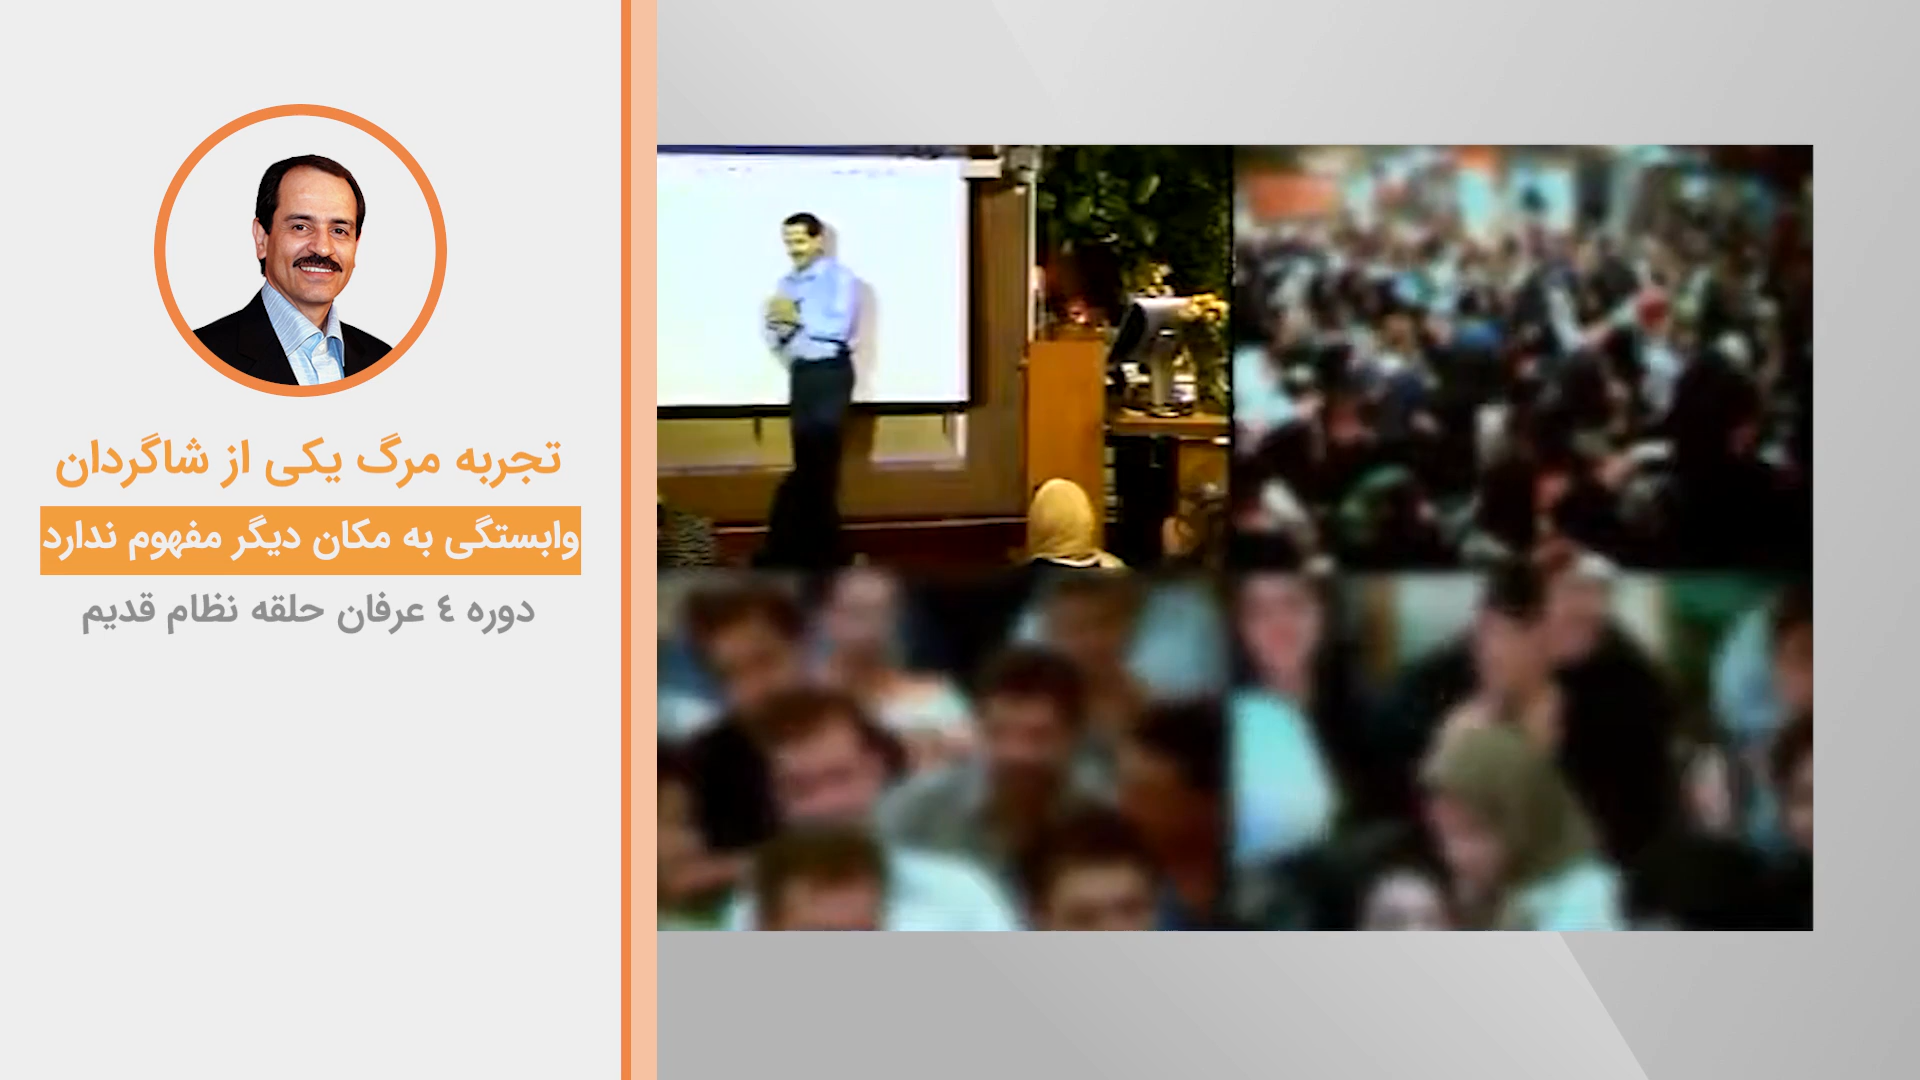 تجربه مرگ یکی از شاگردان
وابستگی به مکان دیگر مفهوم ندارد
دوره ٤ عرفان حلقه نظام قدیم